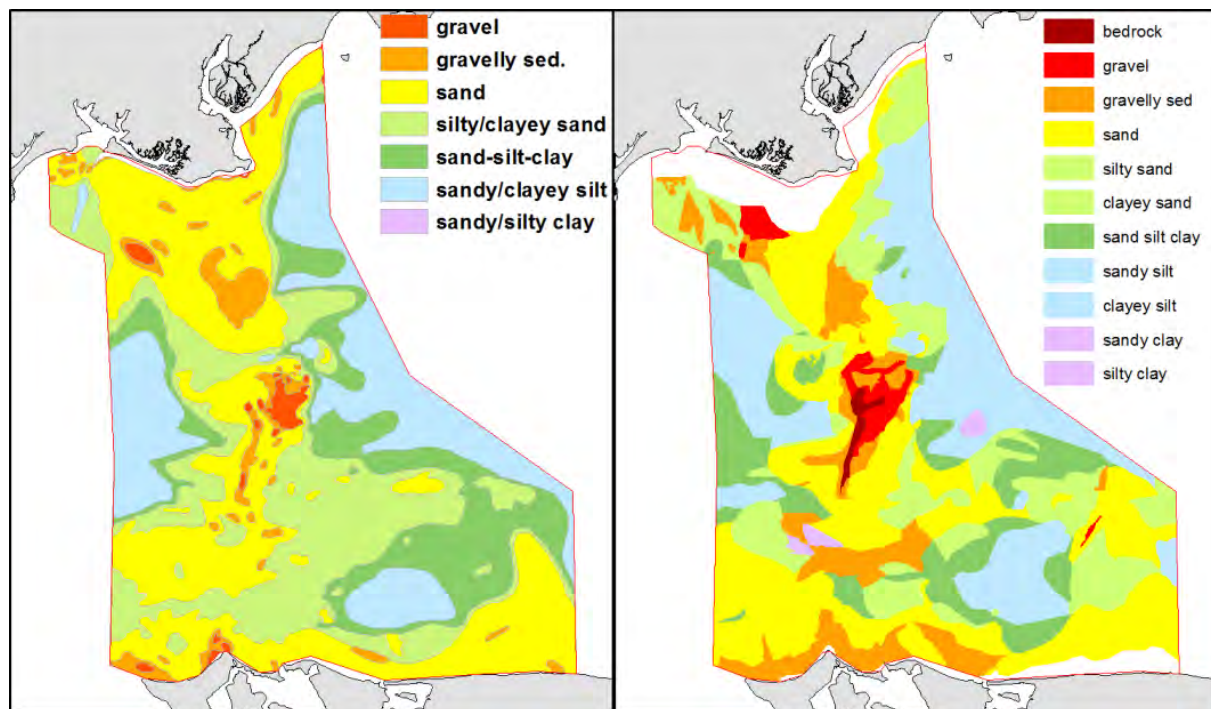 gravel
gravelly sed.
sand
silty/clayey sand
sand-silt-clay
sandy/clayey silt
sandy/silty clay
bedrock
gravel
gravelly sed
sand
silty sand
clayey sand
sand silt clay
sandy silt
clayey silt
sandy clay
silty clay